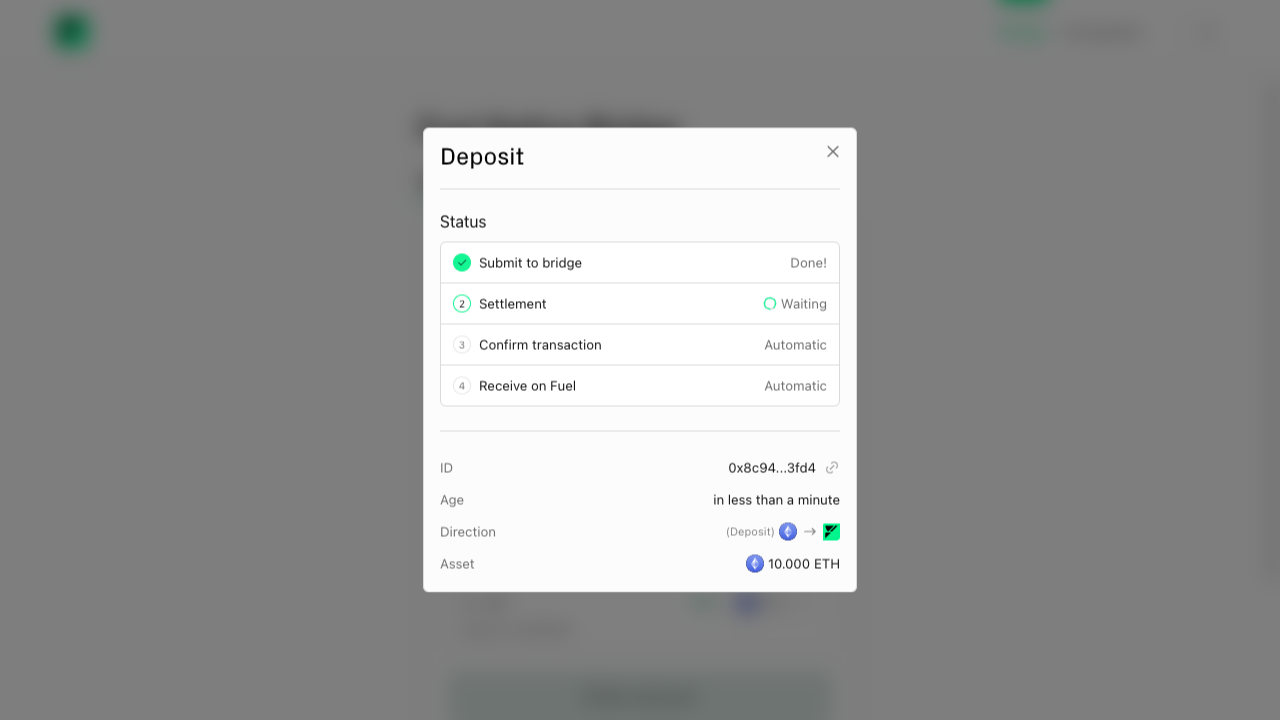 Deposit
Status
Submit to bridge Done!
2 Settlement Waiting
3 Confirm transaction Automatic
4 Receive on Fuel Automatic
ID 0x8c94...3fd4
Age in less than a minute
Direction (Deposit) →
Asset 10.000 ETH